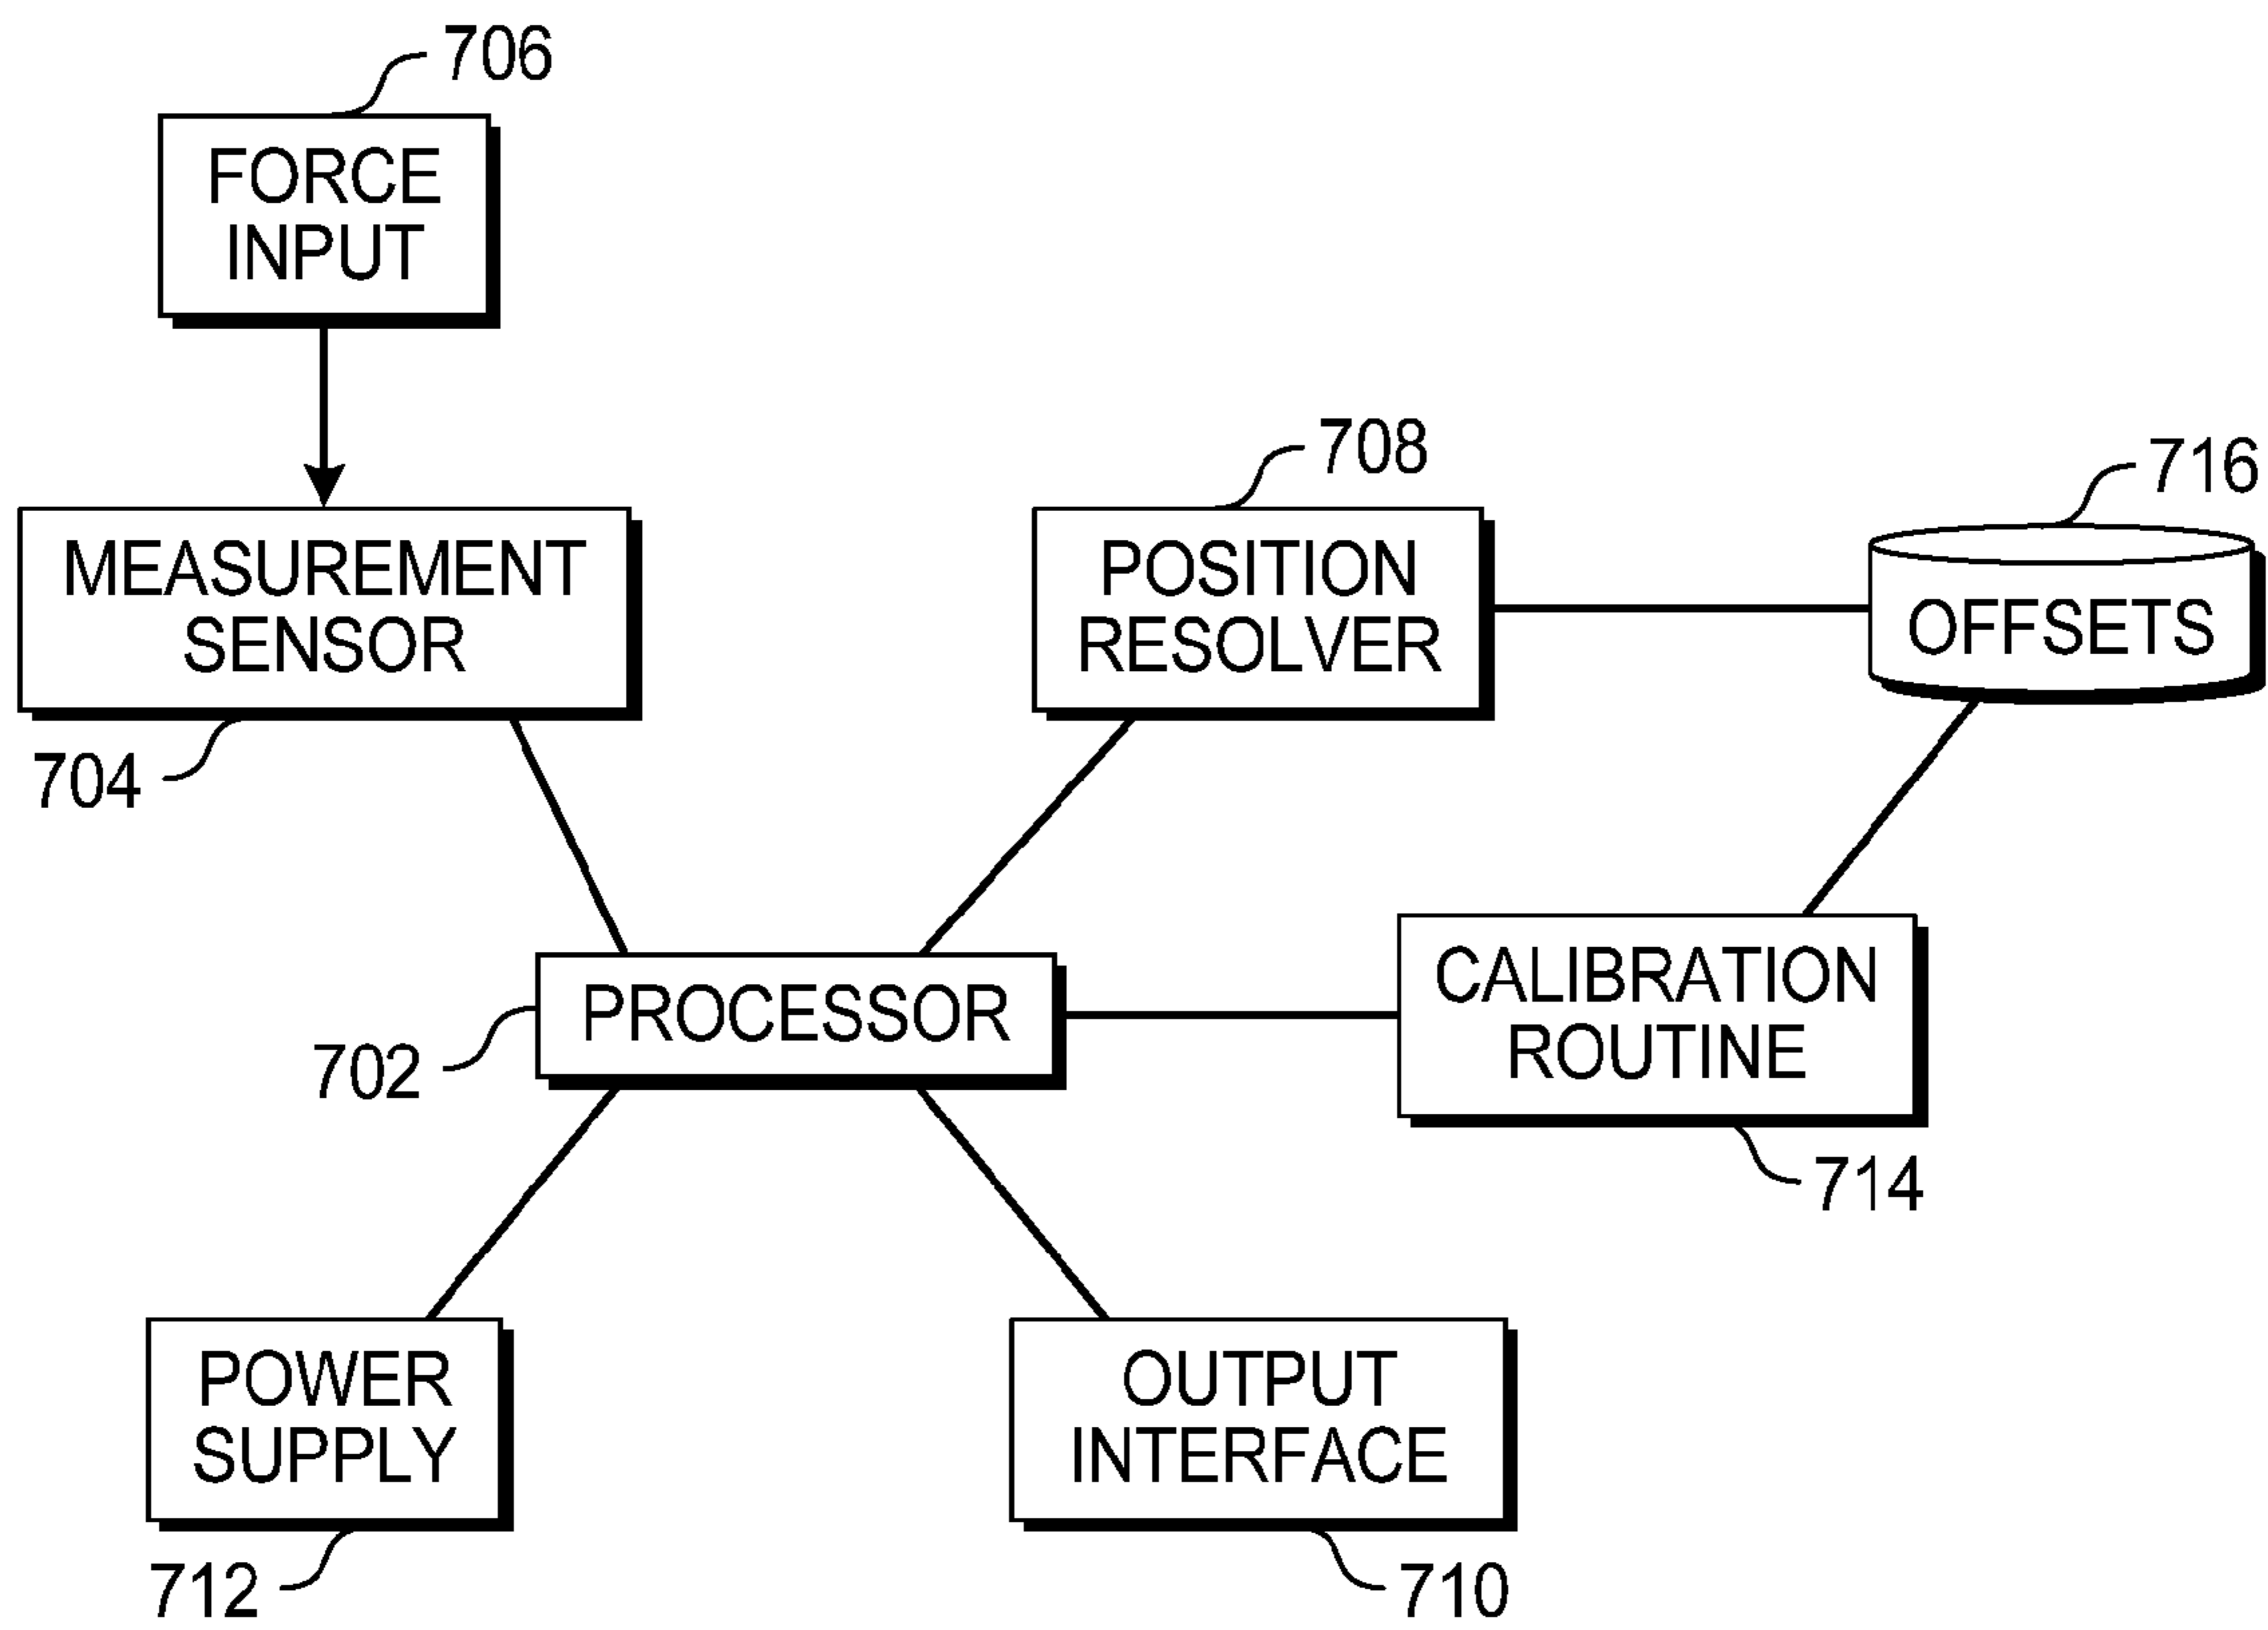 706
FORCE
INPUT
708
716
MEASUREMENT
SENSOR
POSITION
RESOLVER
OFFSETS
704
PROCESSOR
702
CALIBRATION
ROUTINE
714
POWER
SUPPLY
OUTPUT
INTERFACE
712
710